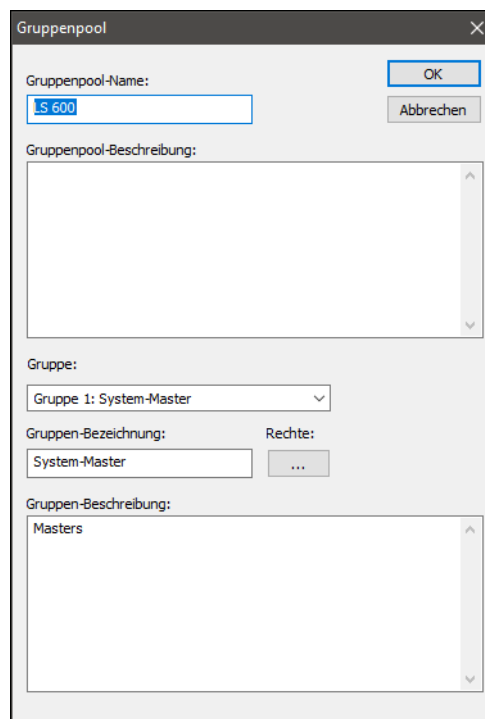 Gruppenpool
Gruppenpool-Name:
OK
LS 600
Abbrechen
Gruppenpool-Beschreibung:
Gruppe:
Gruppe 1: System-Master
Gruppen-Bezeichnung:
Rechte:
System-Master
...
Gruppen-Beschreibung:
Masters